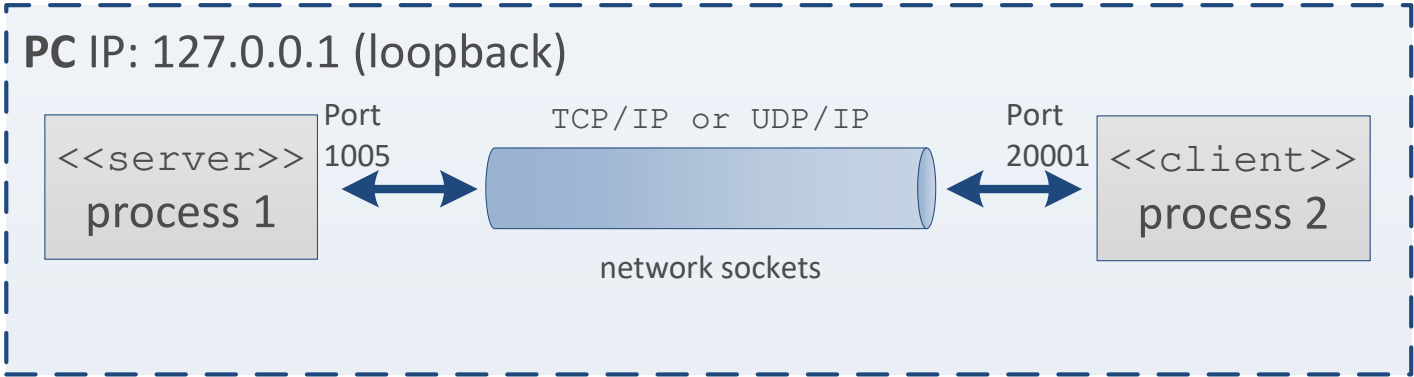 PC IP: 127.0.0.1 (loopback)
Port
1005
TCP/IP or UDP/IP
Port
20001
<<server>>
process 1
<<client>>
process 2
network sockets